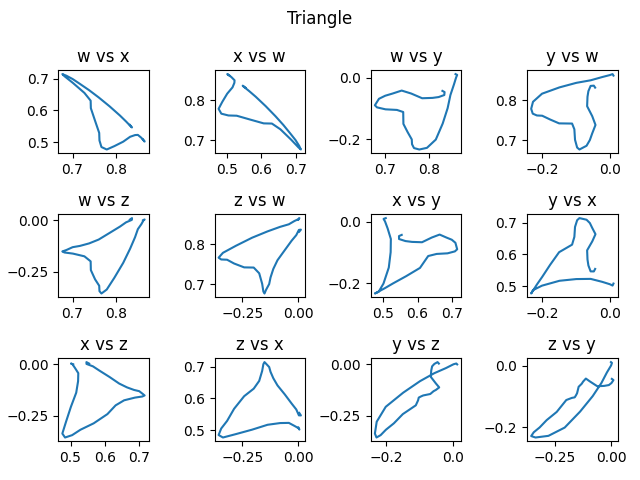 Triangle
w vs x
x vs w
w vs y
y vs w
0.7
0.6
0.5
0.7 0.8
0.8
0.7
0.5 0.6 0.7
0.0
−0.2
0.7 0.8
0.8
0.7
−0.2 0.0
w vs z
z vs w
x vs y
y vs x
0.00
−0.25
0.7 0.8
0.8
0.7
−0.25 0.00
0.0
−0.2
0.5 0.6 0.7
0.7
0.6
0.5
−0.2 0.0
x vs z
z vs x
y vs z
z vs y
0.00
−0.25
0.5 0.6 0.7
0.7
0.6
0.5
−0.25 0.00
0.00
−0.25
−0.2 0.0
0.0
−0.2
−0.25 0.00